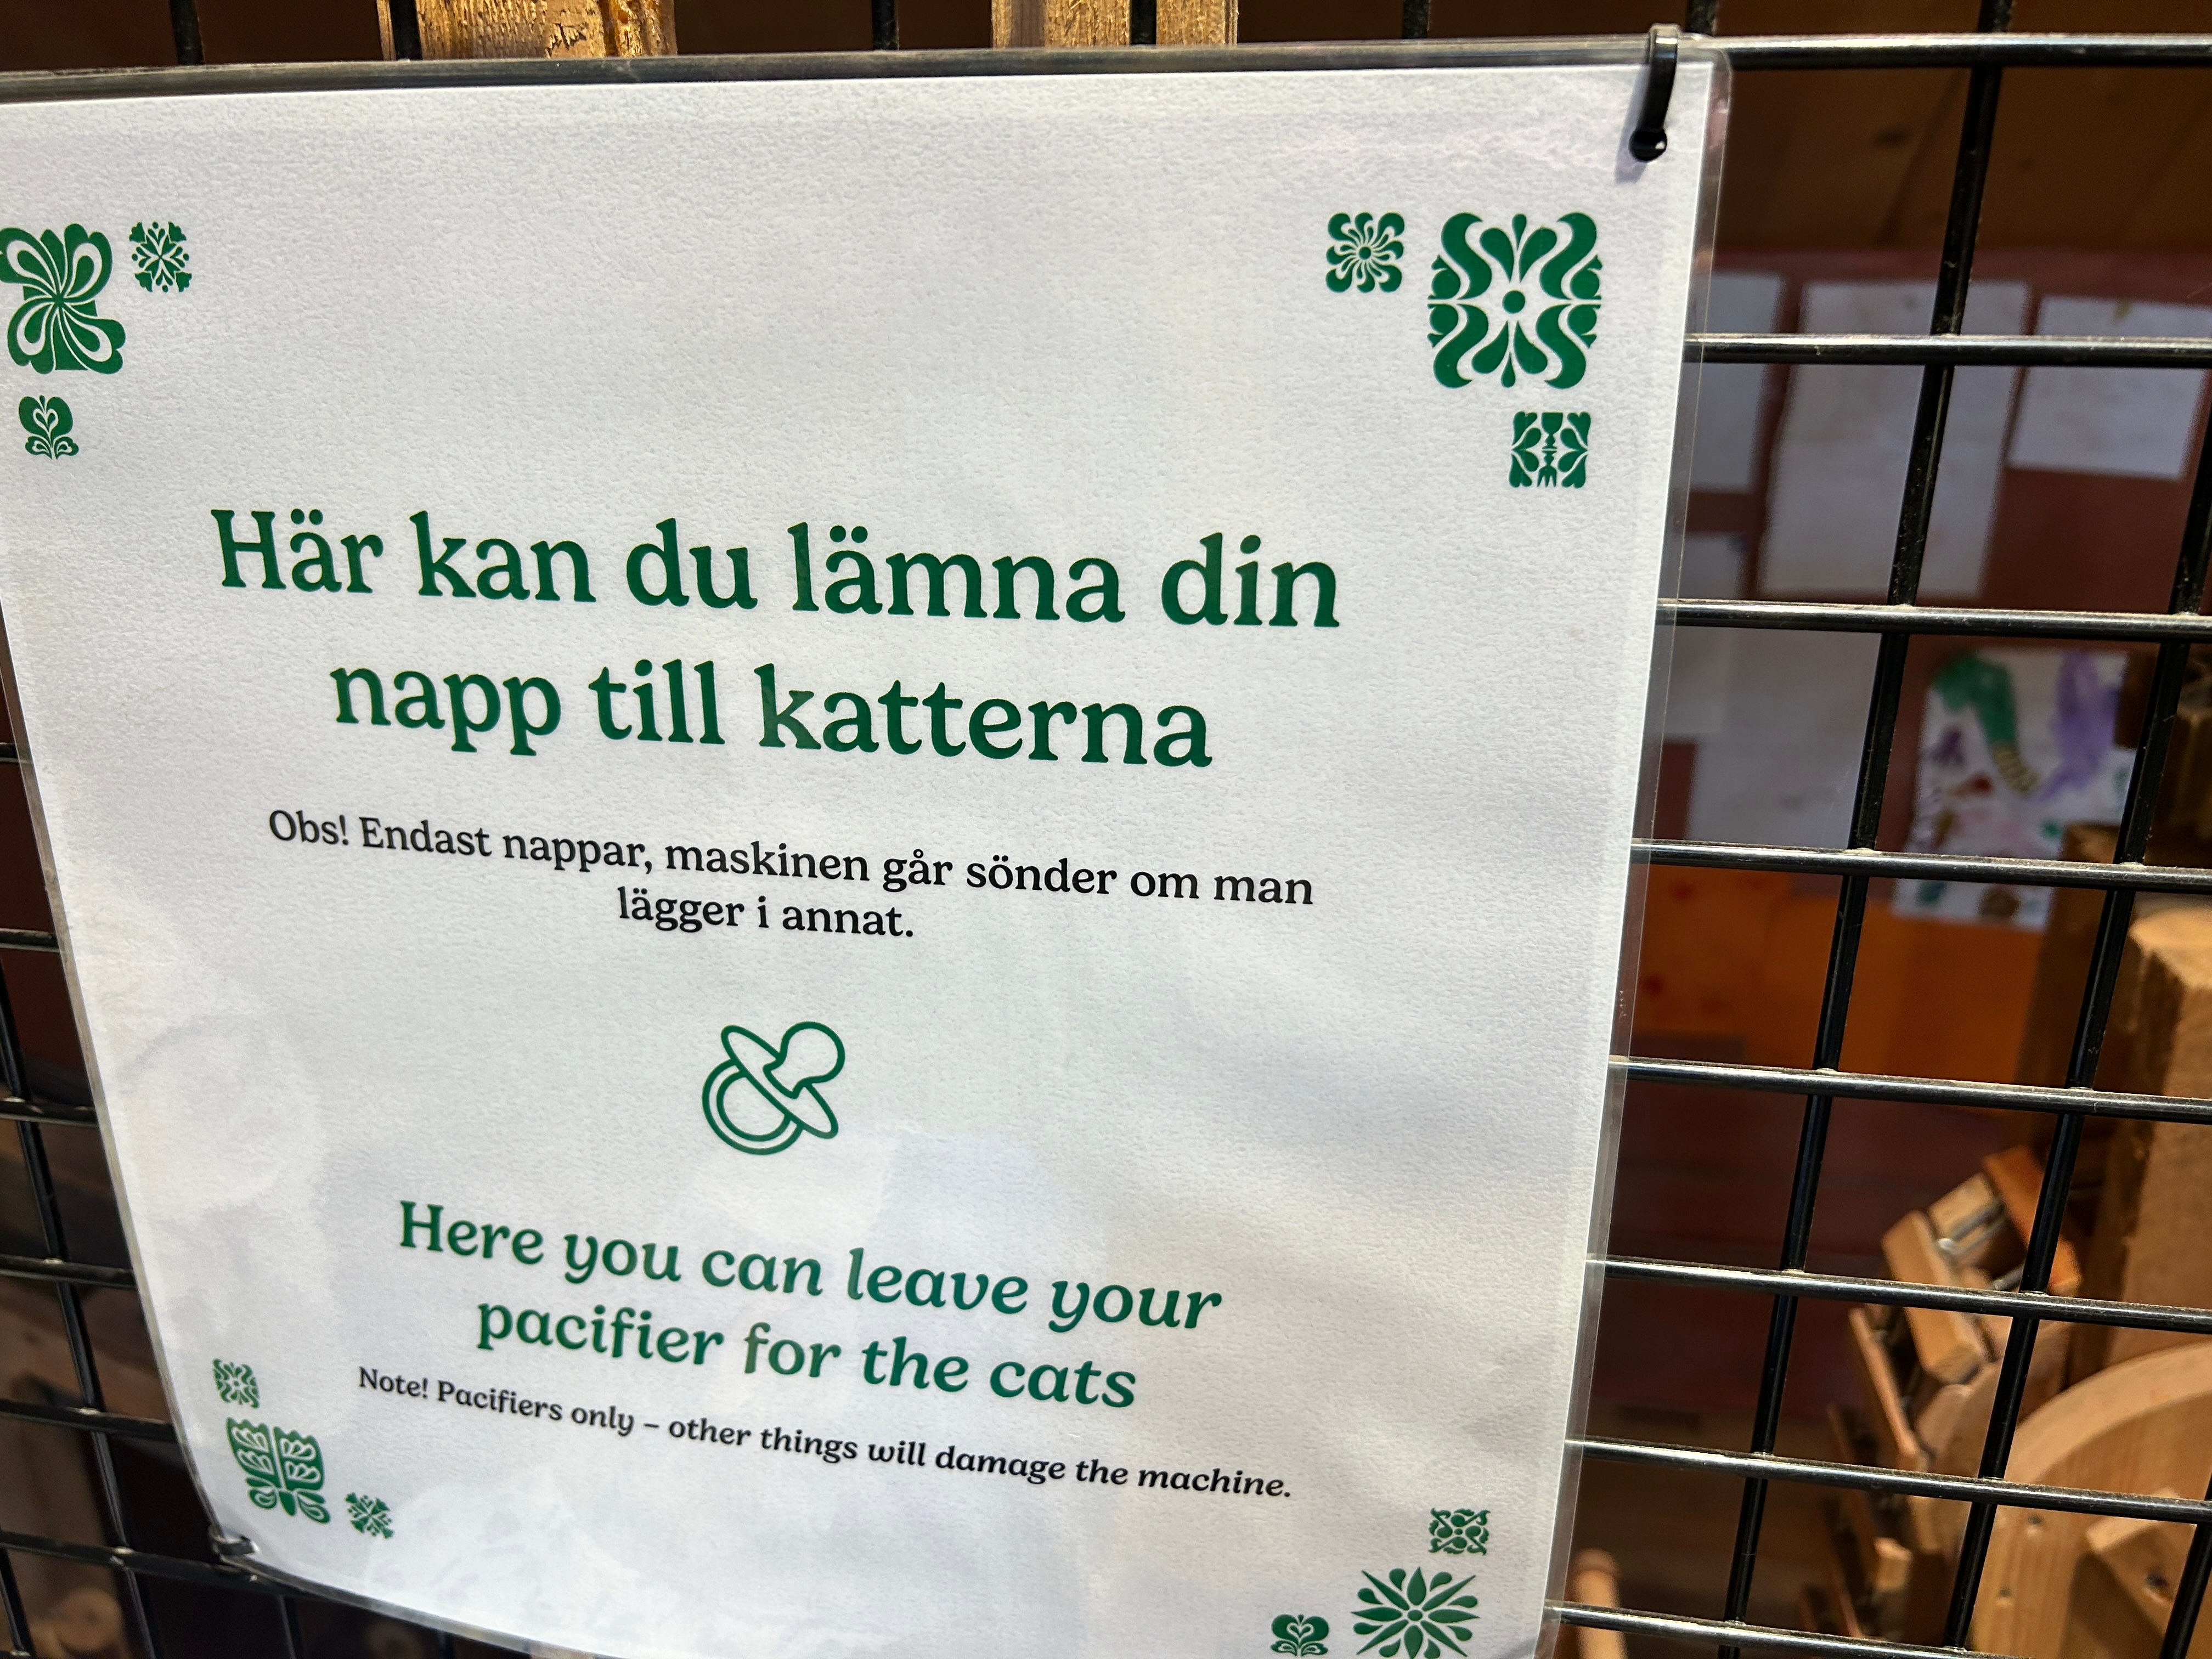 Här kan du lämna din
napp till katterna
Obs! Endast nappar, maskinen går sönder om man
lägger i annat.
Here you can leave your
pacifier for the cats
Note! Pacifiers only – other things will damage the machine.